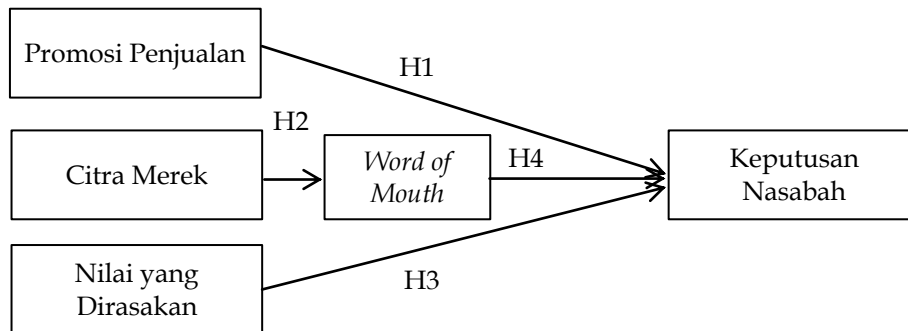 Promosi Penjualan
H1
H2
Citra Merek
Word of
Mouth
H4
Keputusan
Nasabah
Nilai yang
Dirasakan
H3